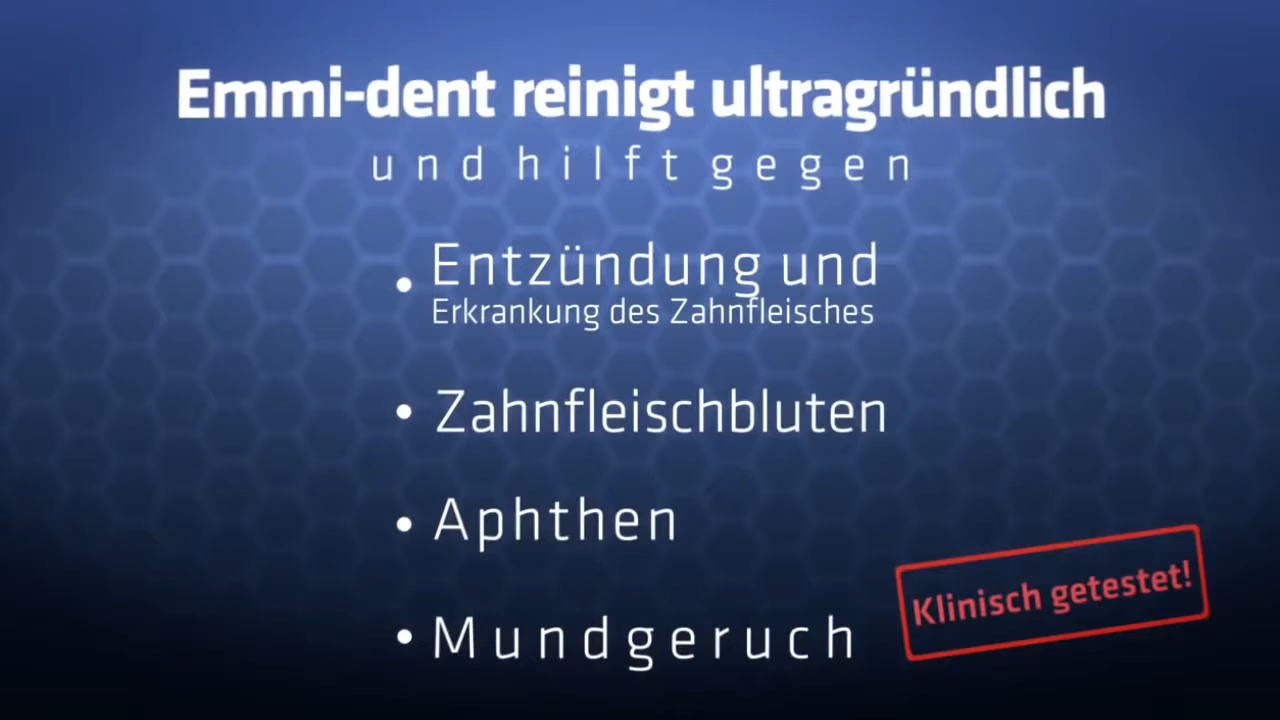 Emmi-dent reinigt ultragründlich
und hilft gegen
• Entzündung und
Erkrankung des Zahnfleisches
• Zahnfleischbluten
• Aphthen
• Mundgeruch
Klinisch getestet!